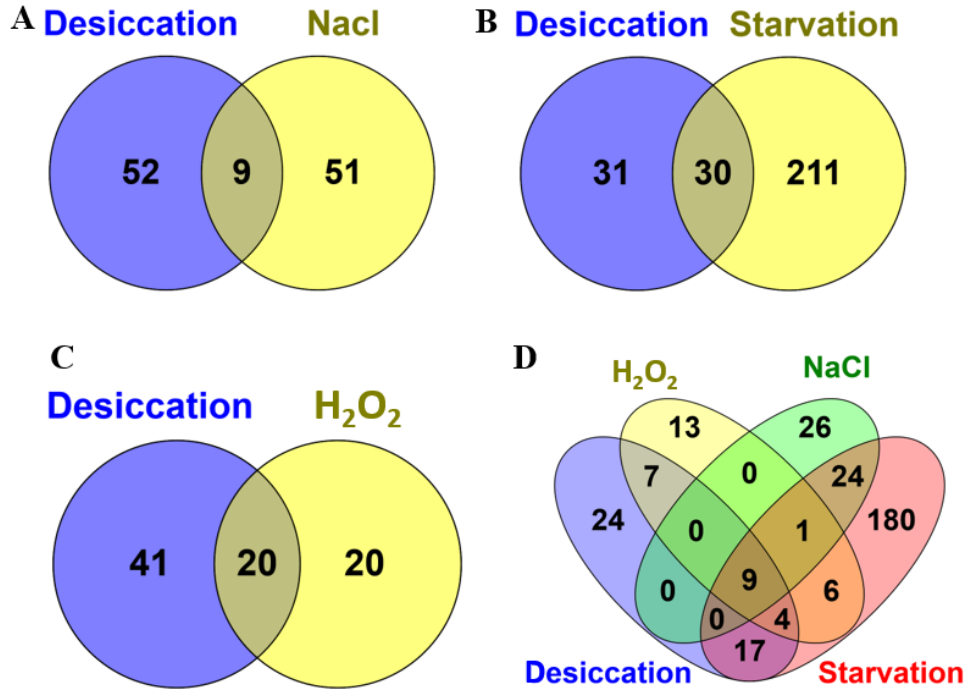 A
Desiccation Nacl
52 9 51
B
Desiccation Starvation
31 30 211
C
Desiccation H₂O₂
41 20 20
D
H₂O₂ NaCl
13 26
7 0 24
24 0 1 180
0 9 6
0 4
17
Desiccation Starvation